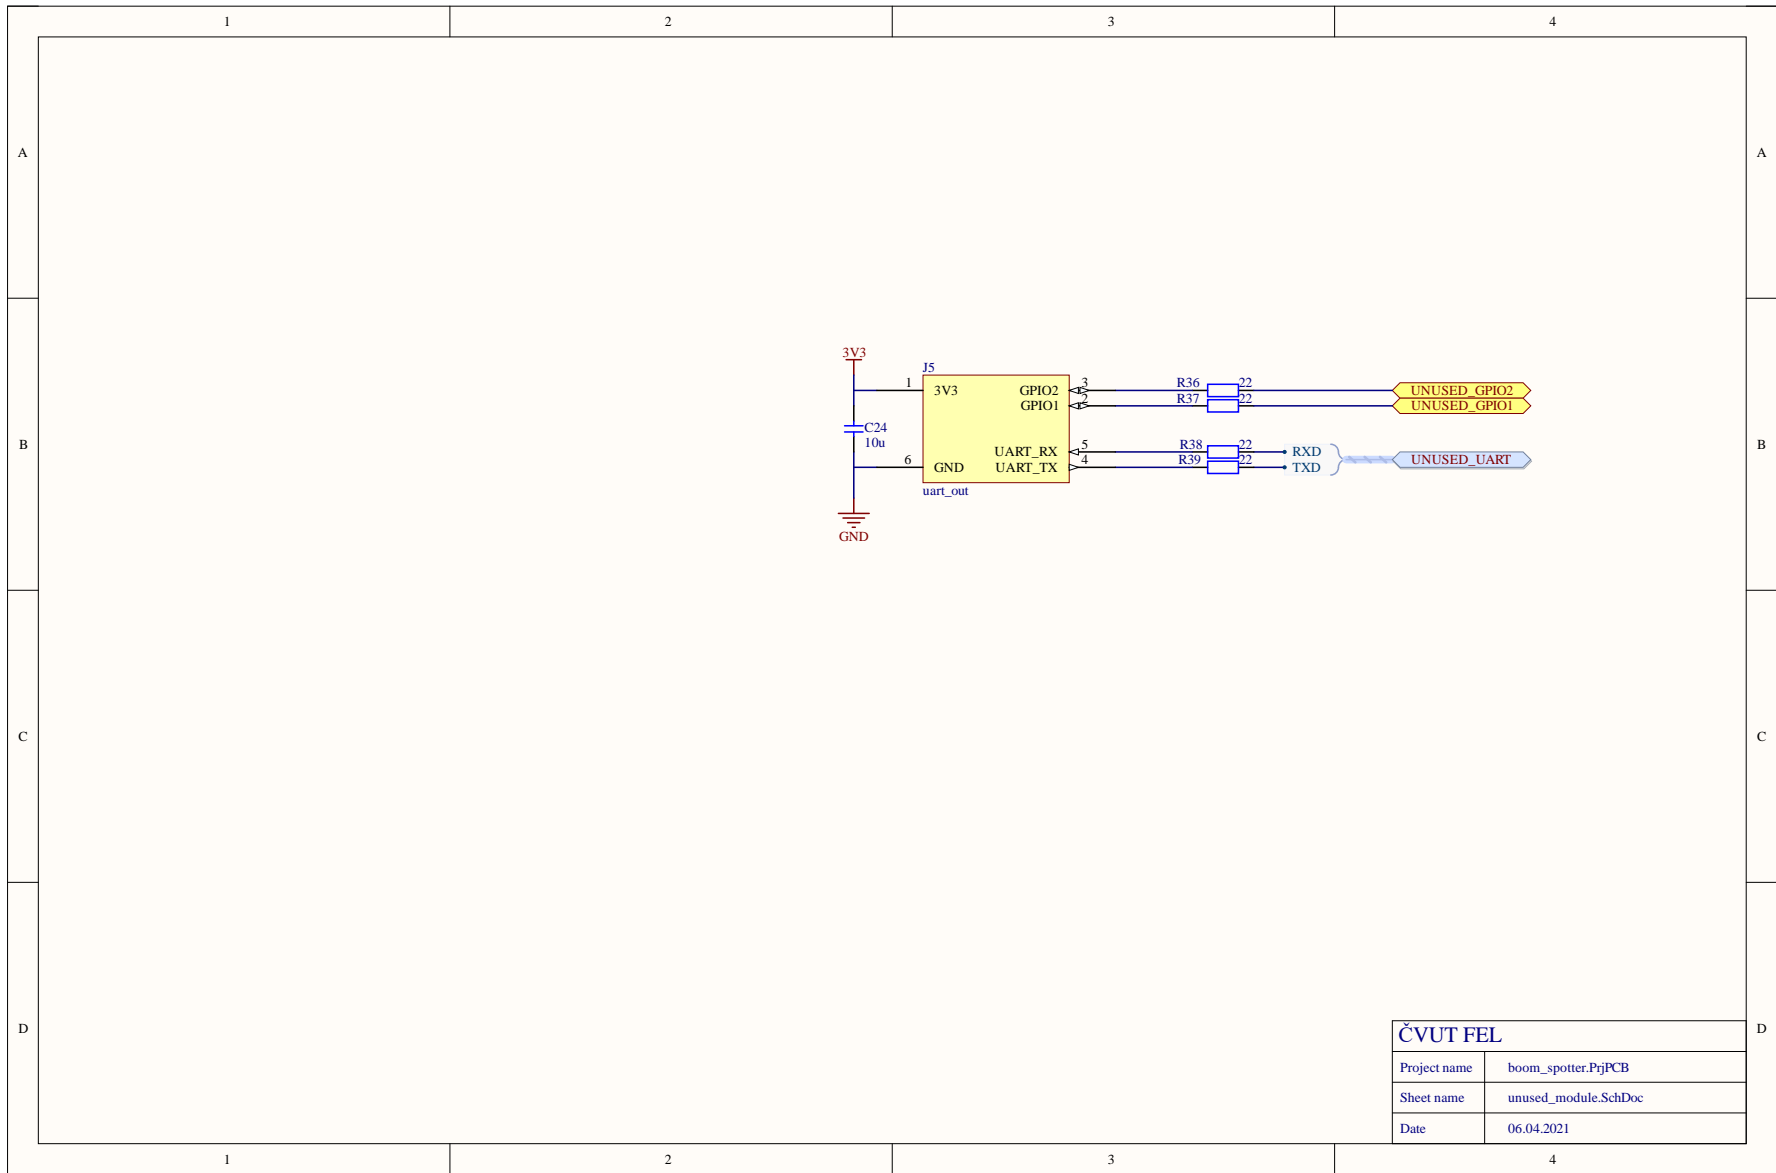 1 2 3 4
A A
3V3
J5
1 3V3 GPIO2 3 R36 22 UNUSED_GPIO2
GPIO1 2 R37 22 UNUSED_GPIO1
C24
10u
B B
UART_RX 5 R38 22 RXD
6 GND UART_TX 4 R39 22 TXD
UNUSED_UART
uart_out
GND
C C
D D
ČVUT FEL
Project name boom_spotter.PrjPCB
Sheet name unused_module.SchDoc
Date 06.04.2021
1 2 3 4